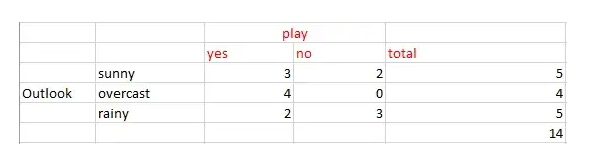 play
yes no total
sunny 3 2 5
Outlook overcast 4 0 4
rainy 2 3 5
14